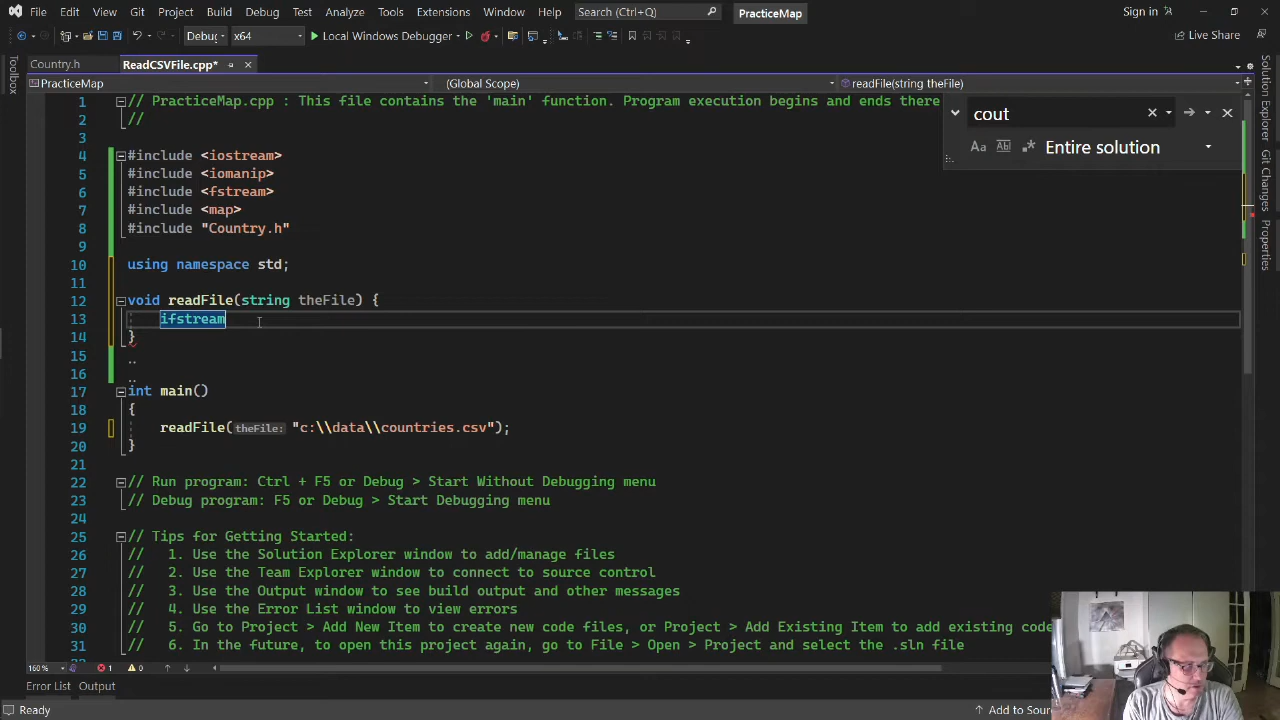 File Edit View Git Project Build Debug Test Analyze Tools Extensions Window Help Search (Ctrl+Q) PracticeMap Sign in
Debug x64 Local Windows Debugger Live Share
Country.h ReadCSVFile.cpp*
PracticeMap (Global Scope) readFile(string theFile)
Toolbox
Solution Explorer
Git Changes
Properties
cout
Entire solution
1 // PracticeMap.cpp : This file contains the 'main' function. Program execution begins and ends there
2 //
3
4 #include <iostream>
5 #include <iomanip>
6 #include <fstream>
7 #include <map>
8 #include "Country.h"
9
10 using namespace std;
11
12 void readFile(string theFile) {
13 ifstream
14 }
15
16
17 int main()
18 {
19 readFile(theFile: "c:\\data\\countries.csv");
20 }
21
22 // Run program: Ctrl + F5 or Debug > Start Without Debugging menu
23 // Debug program: F5 or Debug > Start Debugging menu
24
25 // Tips for Getting Started:
26 // 1. Use the Solution Explorer window to add/manage files
27 // 2. Use the Team Explorer window to connect to source control
28 // 3. Use the Output window to see build output and other messages
29 // 4. Use the Error List window to view errors
30 // 5. Go to Project > Add New Item to create new code files, or Project > Add Existing Item to add existing code
31 // 6. In the future, to open this project again, go to File > Open > Project and select the .sln file
160 % 1 0
Error List Output
Ready Add to Sour